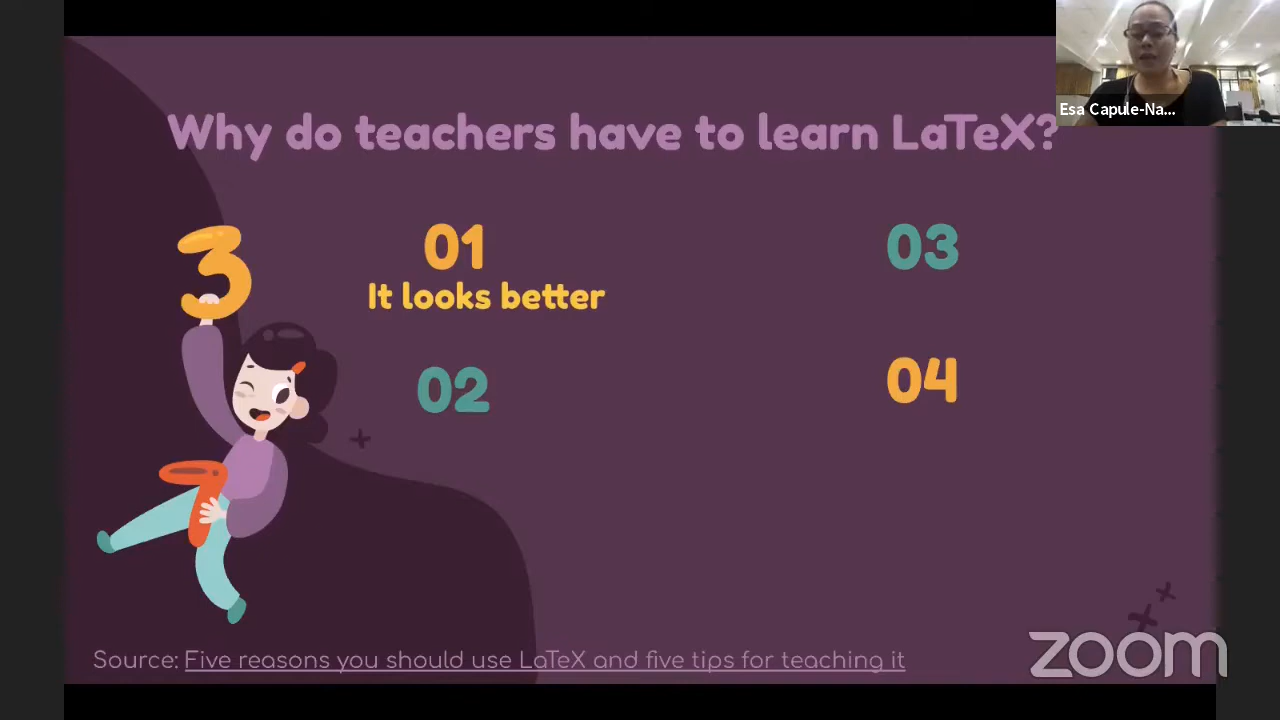 Esa Capule-Na...
Why do teachers have to learn LaTeX?
3
01
It looks better
02
03
04
7
Source: Five reasons you should use LaTeX and five tips for teaching it
zoom